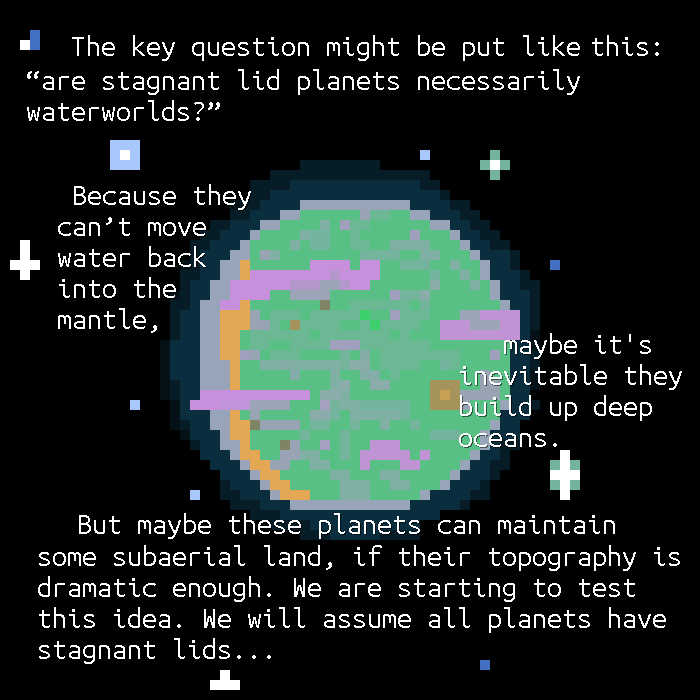 The key question might be put like this:
“are stagnant lid planets necessarily
waterworlds?”
Because they
can’t move
water back
into the
mantle,
maybe it's
inevitable they
build up deep
oceans.
But maybe these planets can maintain
some subaerial land, if their topography is
dramatic enough. We are starting to test
this idea. We will assume all planets have
stagnant lids...